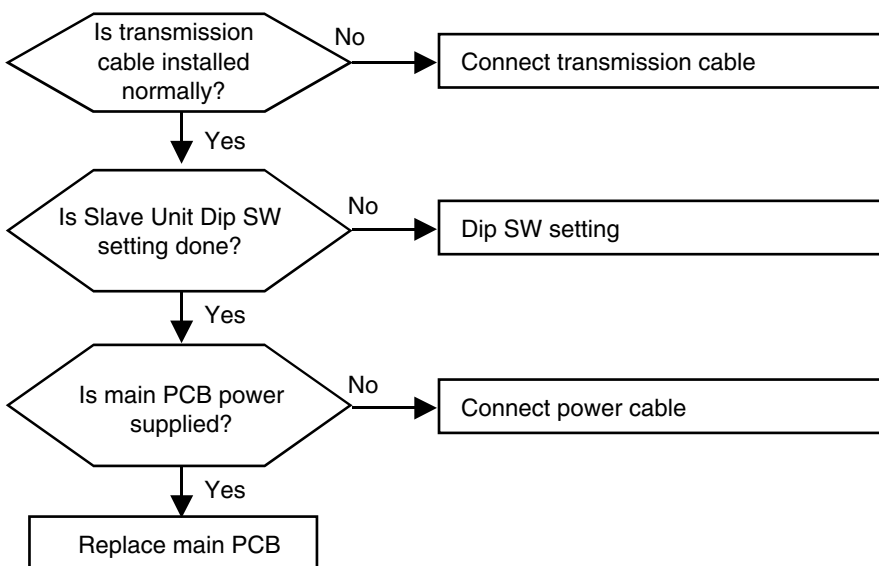 Is transmission
cable installed
normally?
No
Connect transmission cable
Yes
Is Slave Unit Dip SW
setting done?
No
Dip SW setting
Yes
Is main PCB power
supplied?
No
Connect power cable
Yes
Replace main PCB